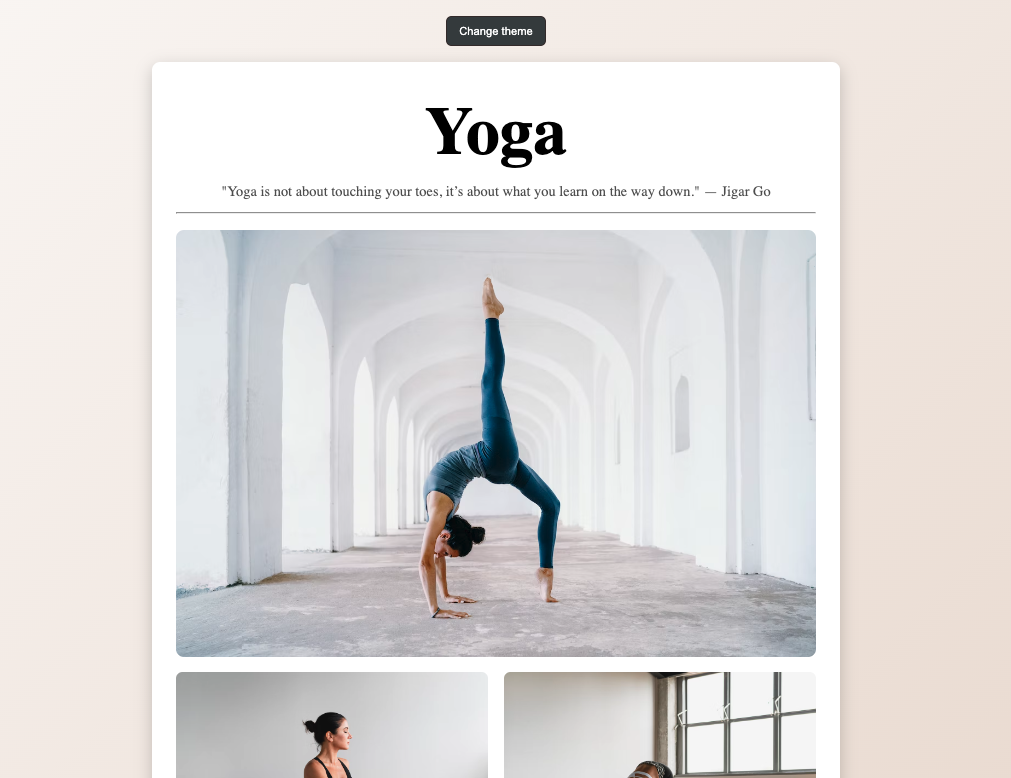 Change theme
Yoga
"Yoga is not about touching your toes, it’s about what you learn on the way down." — Jigar Go